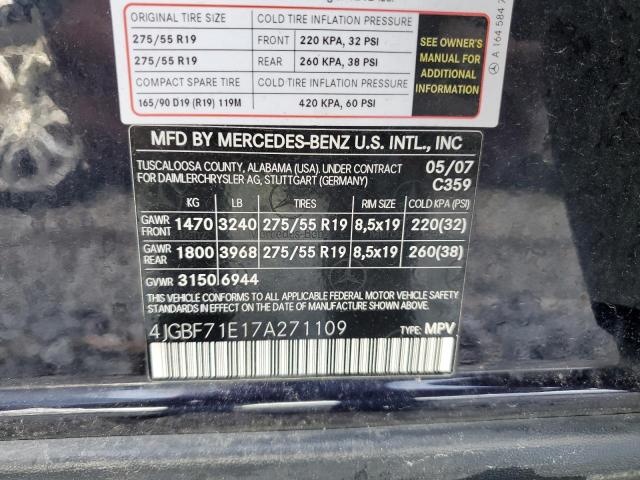 ORIGINAL TIRE SIZE COLD TIRE INFLATION PRESSURE
275/55 R19 FRONT 220 KPA, 32 PSI
275/55 R19 REAR 260 KPA, 38 PSI
COMPACT SPARE TIRE COLD TIRE INFLATION PRESSURE
165/90 D19 (R19) 119M 420 KPA, 60 PSI
SEE OWNER'S
MANUAL FOR
ADDITIONAL
INFORMATION
A 164 584
MFD BY MERCEDES-BENZ U.S. INTL., INC
TUSCALOOSA COUNTY, ALABAMA (USA). UNDER CONTRACT 05/07
FOR DAIMLERCHRYSLER AG, STUTTGART (GERMANY) C359
KG LB TIRES RIM SIZE COLD KPA (PSI)
GAWR FRONT 1470 3240 275/55 R19 8,5x19 220(32)
GAWR REAR 1800 3968 275/55 R19 8,5x19 260(38)
GVWR 3150 6944
THIS VEHICLE CONFORMS TO ALL APPLICABLE FEDERAL MOTOR VEHICLE SAFETY
STANDARDS IN EFFECT ON THE DATE OF MANUFACTURE SHOWN ABOVE
4JGBF71E17A271109 TYPE: MPV